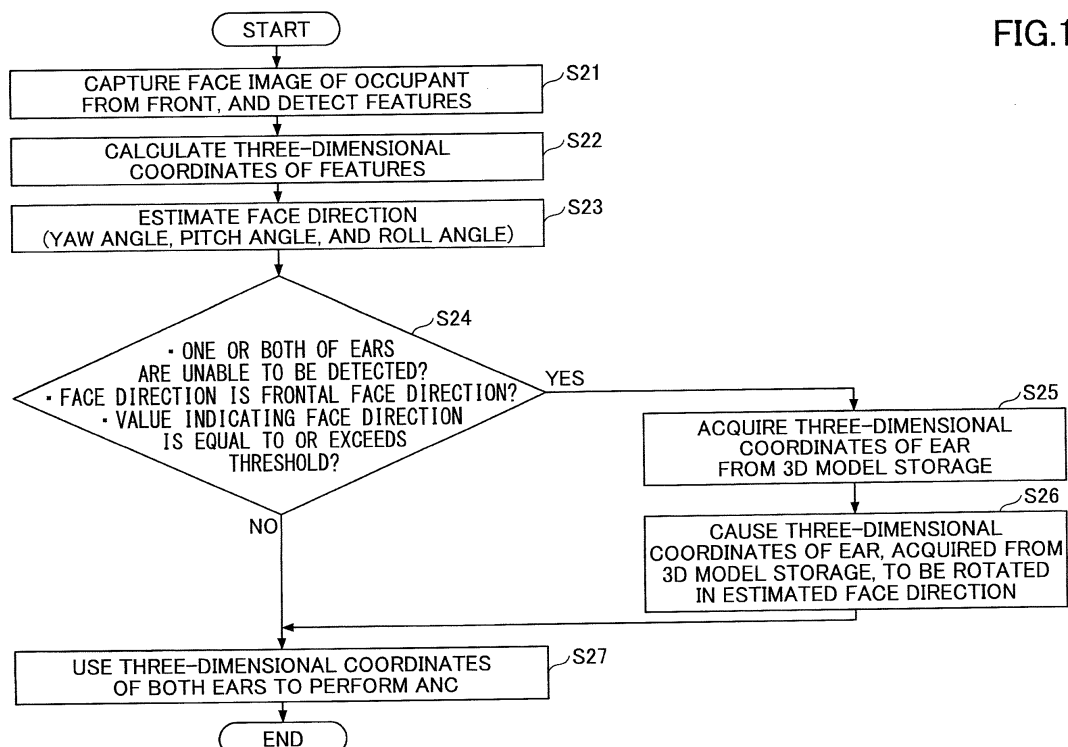 FIG.1
START
S21
CAPTURE FACE IMAGE OF OCCUPANT
FROM FRONT, AND DETECT FEATURES
S22
CALCULATE THREE-DIMENSIONAL
COORDINATES OF FEATURES
S23
ESTIMATE FACE DIRECTION
(YAW ANGLE, PITCH ANGLE, AND ROLL ANGLE)
S24
・ONE OR BOTH OF EARS
ARE UNABLE TO BE DETECTED?
・FACE DIRECTION IS FRONTAL FACE DIRECTION?
・VALUE INDICATING FACE DIRECTION
IS EQUAL TO OR EXCEEDS
THRESHOLD?
YES
NO
S25
ACQUIRE THREE-DIMENSIONAL
COORDINATES OF EAR
FROM 3D MODEL STORAGE
S26
CAUSE THREE-DIMENSIONAL
COORDINATES OF EAR, ACQUIRED FROM
3D MODEL STORAGE, TO BE ROTATED
IN ESTIMATED FACE DIRECTION
S27
USE THREE-DIMENSIONAL COORDINATES
OF BOTH EARS TO PERFORM ANC
END